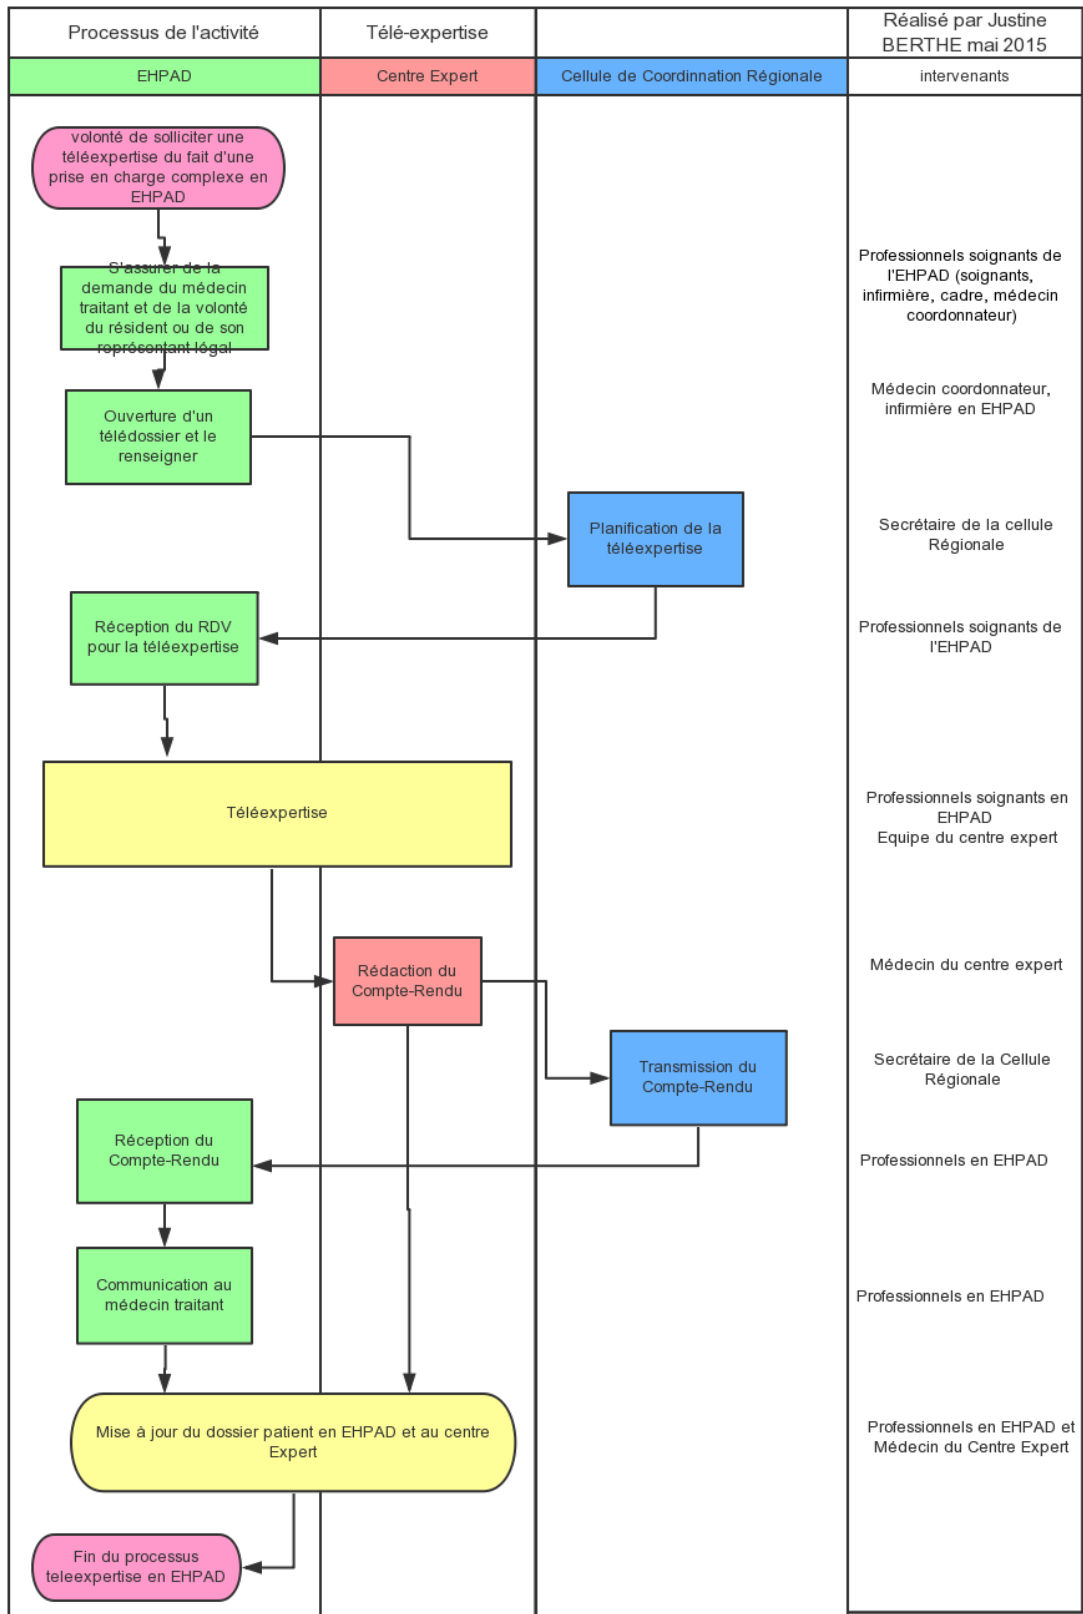 Processus de l'activité
Télé-expertise
Réalisé par Justine
BERTHE mai 2015
EHPAD
Centre Expert
Cellule de Coordinnation Régionale
intervenants
volonté de solliciter une
téléexpertise du fait d'une
prise en charge complexe en
EHPAD
S'assurer de la
demande du médecin
traitant et de la volonté
du résident ou de son
représentant légal
Professionnels soignants de
l'EHPAD (soignants,
infirmière, cadre, médecin
coordonnateur)
Ouverture d'un
télédossier et le
renseigner
Médecin coordonnateur,
infirmière en EHPAD
Planification de la
téléexpertise
Secrétaire de la cellule
Régionale
Réception du RDV
pour la téléexpertise
Professionnels soignants de
l'EHPAD
Téléexpertise
Professionnels soignants en
EHPAD
Equipe du centre expert
Rédaction du
Compte-Rendu
Médecin du centre expert
Transmission du
Compte-Rendu
Secrétaire de la Cellule
Régionale
Réception du
Compte-Rendu
Professionnels en EHPAD
Communication au
médecin traitant
Professionnels en EHPAD
Mise à jour du dossier patient en EHPAD et au centre
Expert
Professionnels en EHPAD et
Médecin du Centre Expert
Fin du processus
teleexpertise en EHPAD